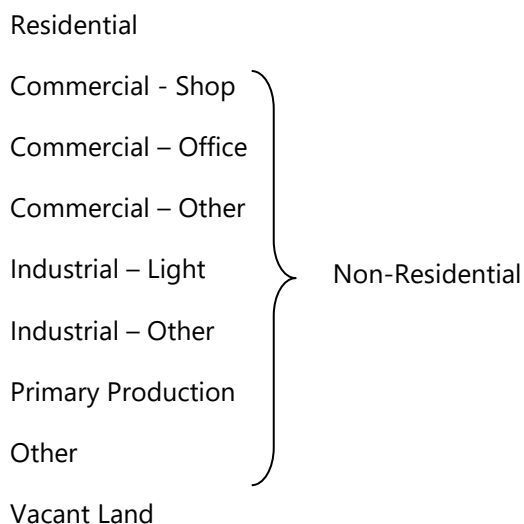 Residential
Commercial - Shop
Commercial – Office
Commercial – Other
Industrial – Light
Non-Residential
Industrial – Other
Primary Production
Other
Vacant Land